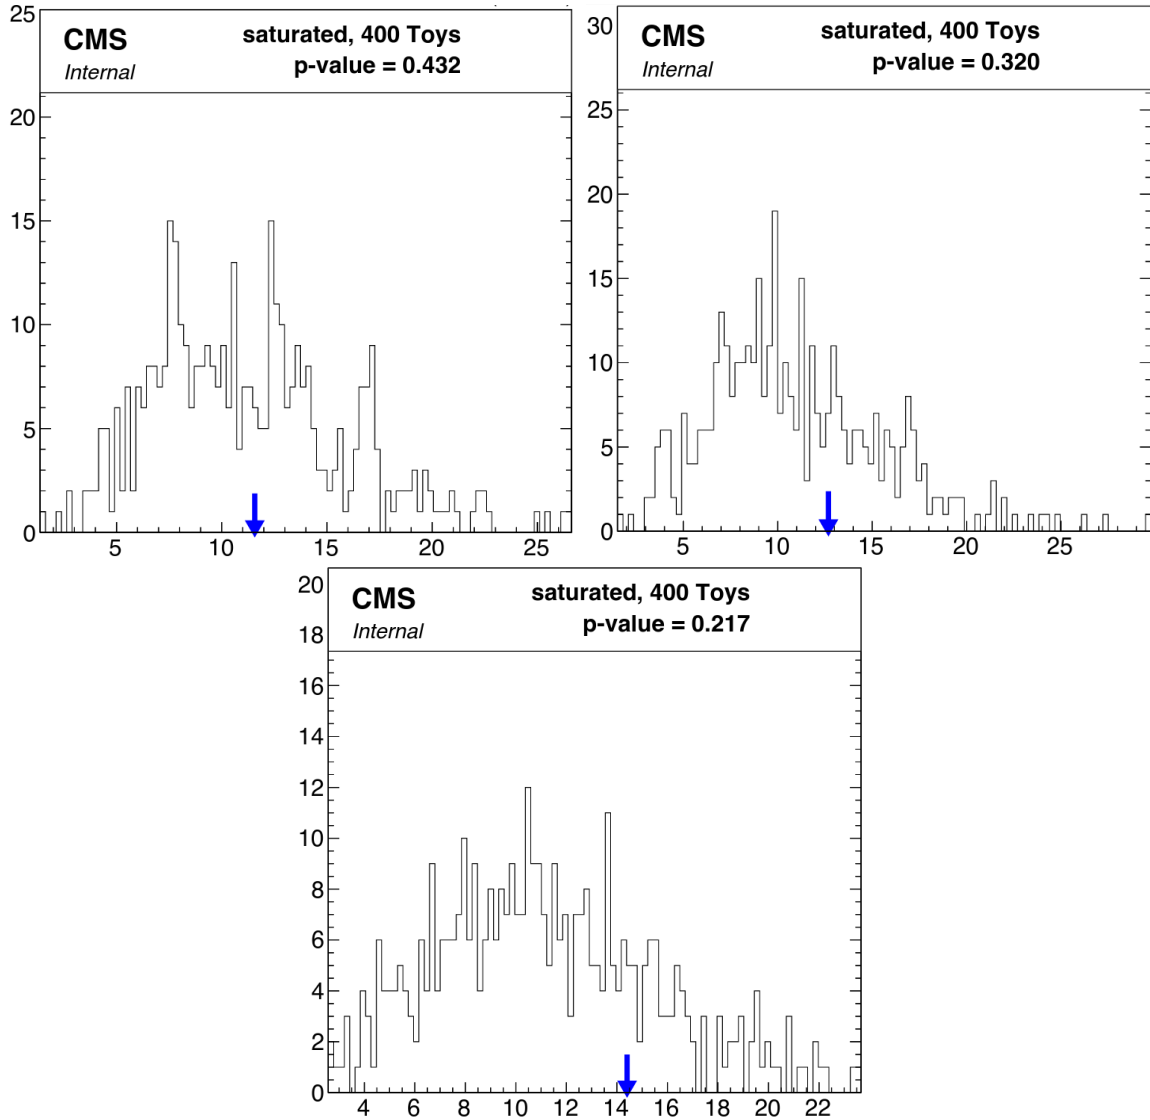 CMS
Internal
saturated, 400 Toys
p-value = 0.432
25
20
15
10
5
0
5 10 15 20 25
CMS
Internal
saturated, 400 Toys
p-value = 0.320
30
25
20
15
10
5
0
5 10 15 20 25
CMS
Internal
saturated, 400 Toys
p-value = 0.217
20
18
16
14
12
10
8
6
4
2
0
4 6 8 10 12 14 16 18 20 22